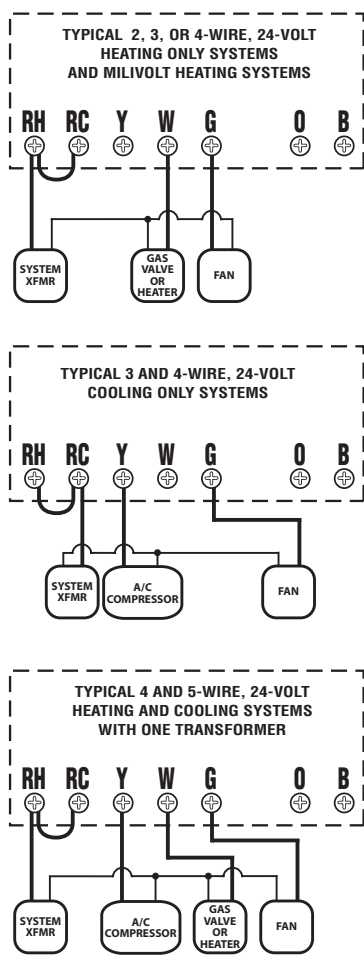 TYPICAL 2, 3, OR 4-WIRE, 24-VOLT
HEATING ONLY SYSTEMS
AND MILIVOLT HEATING SYSTEMS
RH RC Y W G O B
SYSTEM
XFMR
GAS
VALVE
OR
HEATER
FAN
TYPICAL 3 AND 4-WIRE, 24-VOLT
COOLING ONLY SYSTEMS
RH RC Y W G O B
SYSTEM
XFMR
A/C
COMPRESSOR
FAN
TYPICAL 4 AND 5-WIRE, 24-VOLT
HEATING AND COOLING SYSTEMS
WITH ONE TRANSFORMER
RH RC Y W G O B
SYSTEM
XFMR
A/C
COMPRESSOR
GAS
VALVE
OR
HEATER
FAN